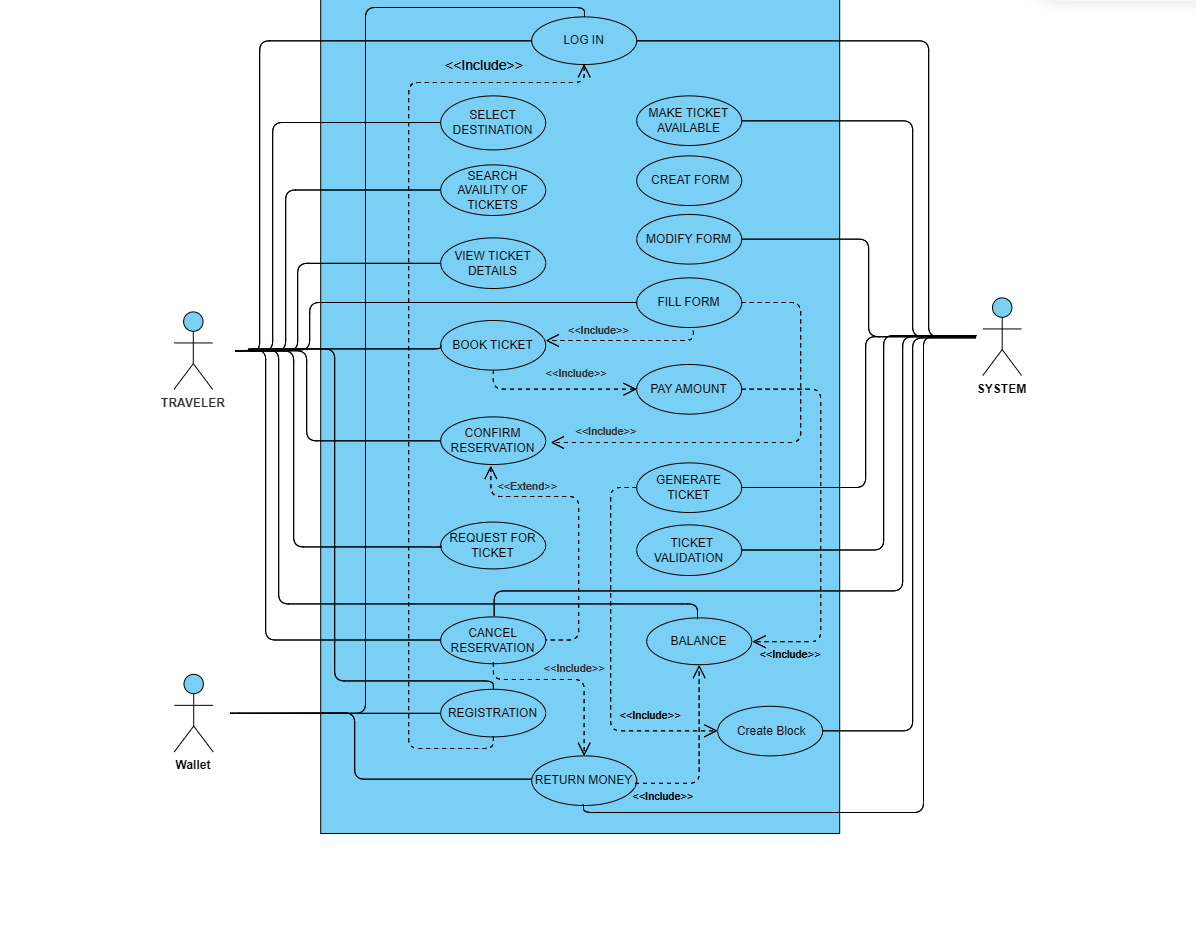 LOG IN
<<Include>>
SELECT
DESTINATION
MAKE TICKET
AVAILABLE
SEARCH
AVAILITY OF
TICKETS
CREAT FORM
MODIFY FORM
VIEW TICKET
DETAILS
FILL FORM
<<Include>>
BOOK TICKET
<<Include>>
PAY AMOUNT
TRAVELER
SYSTEM
CONFIRM
RESERVATION
<<Include>>
<<Extend>>
GENERATE
TICKET
REQUEST FOR
TICKET
TICKET
VALIDATION
CANCEL
RESERVATION
BALANCE
<<Include>>
<<Include>>
REGISTRATION
<<Include>>
Create Block
Wallet
RETURN MONEY
<<Include>>